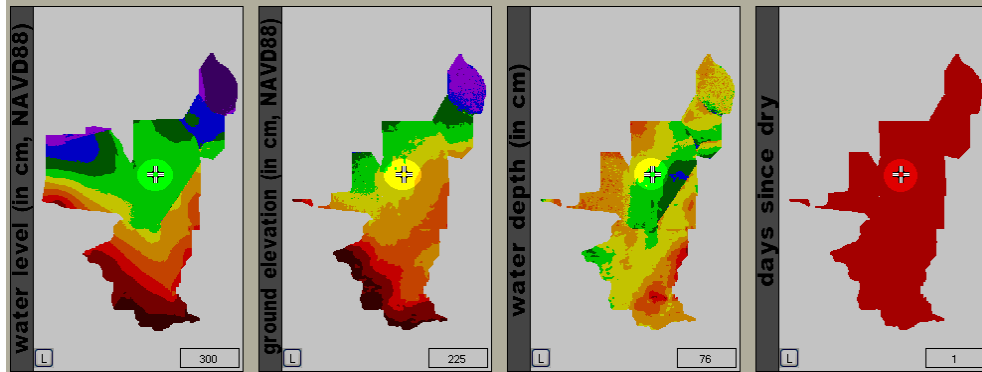 water level (in cm, NAVD88)
L
300
ground elevation (in cm, NAVD88)
L
225
water depth (in cm)
L
76
days since dry
L
1